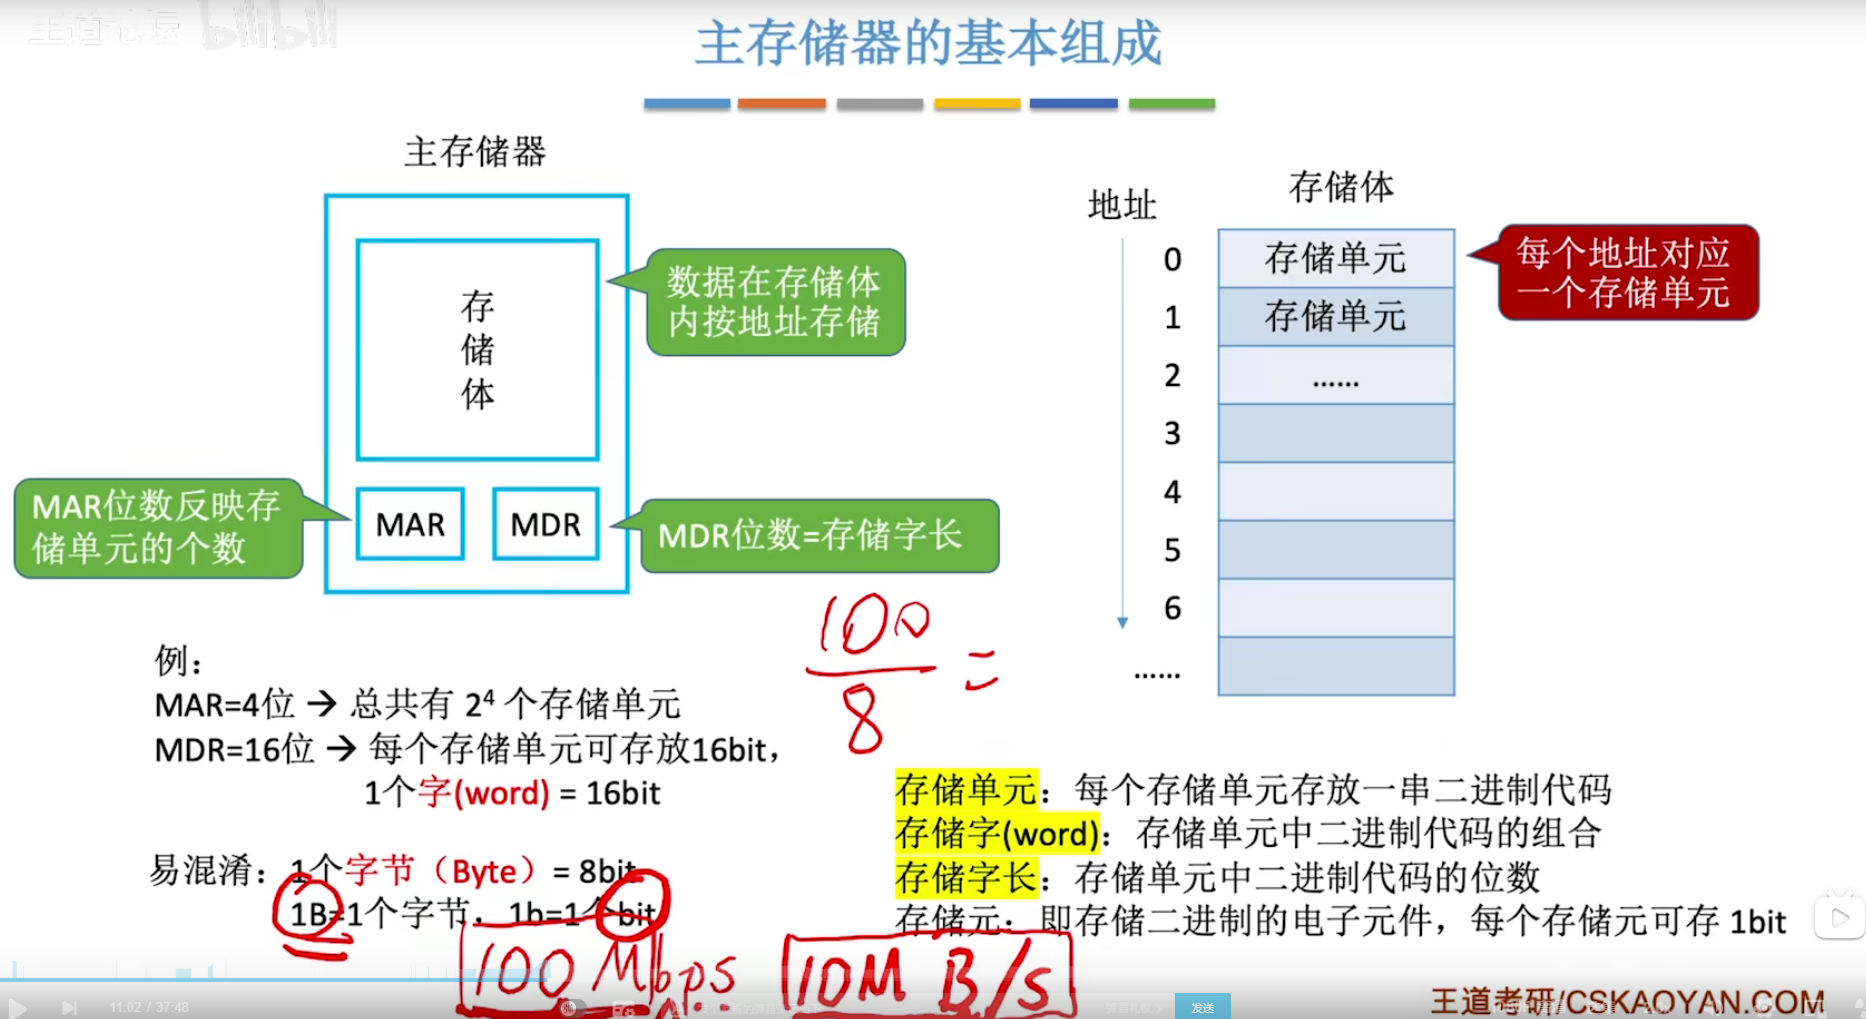 主存储器的基本组成
主存储器
存
储
体
数据在存储体
内按地址存储
MAR位数反映存
储单元的个数
MAR
MDR
MDR位数=存储字长
地址
存储体
0
存储单元
1
存储单元
2
……
3
4
5
6
……
每个地址对应
一个存储单元
例：
MAR=4位 → 总共有 2⁴ 个存储单元
MDR=16位 → 每个存储单元可存放16bit，
1个字(word) = 16bit
易混淆：1个字节（Byte）= 8bit
1B=1个字节，1b=1个bit
100
8
=
100 Mbps
10M B/s
存储单元：每个存储单元存放一串二进制代码
存储字(word)：存储单元中二进制代码的组合
存储字长：存储单元中二进制代码的位数
存储元：即存储二进制的电子元件，每个存储元可存 1bit
11:02 / 37:48
发送
王道考研/CSKAOYAN.COM
bilibili